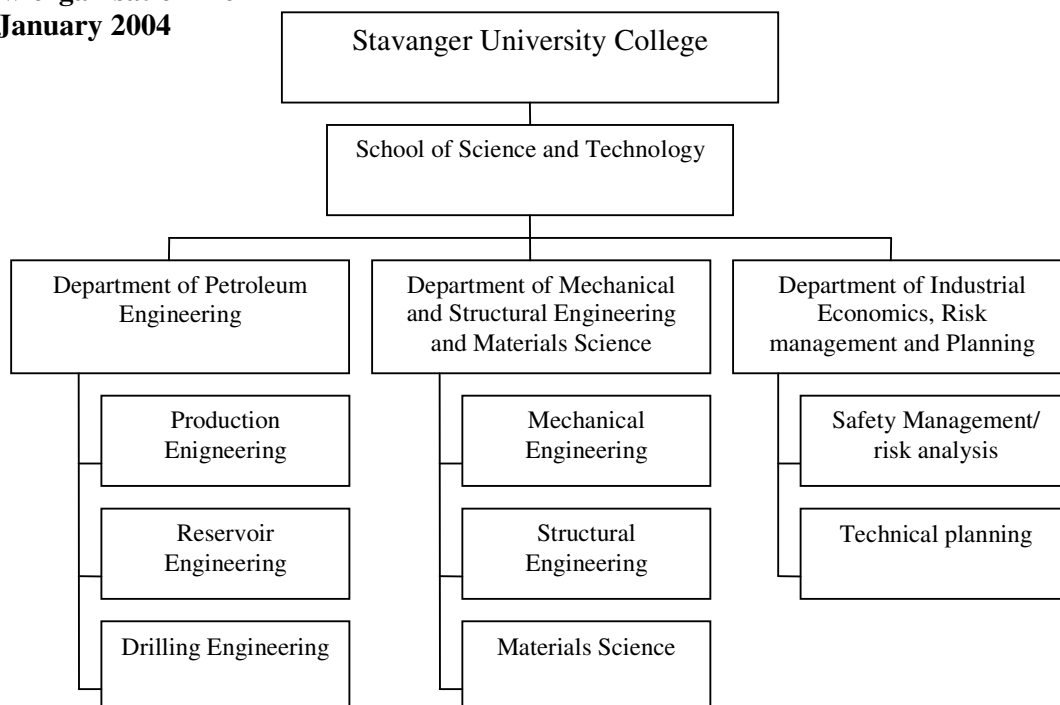 January 2004
Stavanger University College
School of Science and Technology
Department of Petroleum
Engineering
Department of Mechanical
and Structural Engineering
and Materials Science
Department of Industrial
Economics, Risk
management and Planning
Production
Enigneering
Mechanical
Engineering
Safety Management/
risk analysis
Reservoir
Engineering
Structural
Engineering
Technical planning
Drilling Engineering
Materials Science